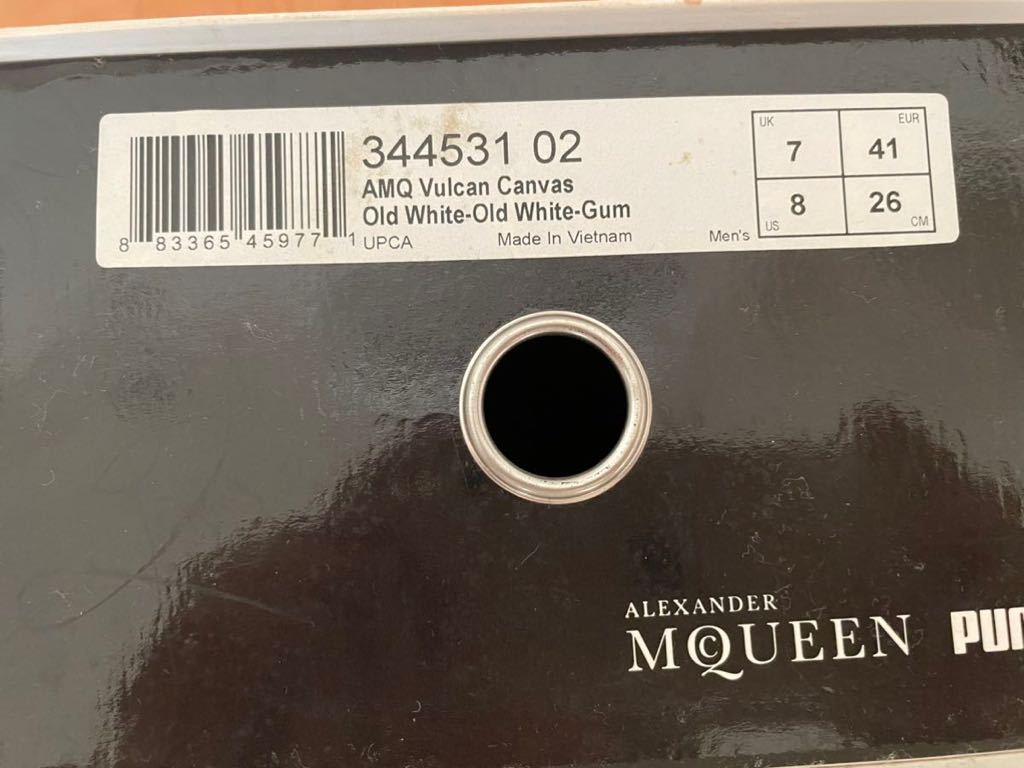 344531 02
AMQ Vulcan Canvas
Old White-Old White-Gum
8 83365 45977 1 UPCA Made In Vietnam Men's
UK 7 EUR 41
US 8 26 CM
ALEXANDER
MCQUEEN